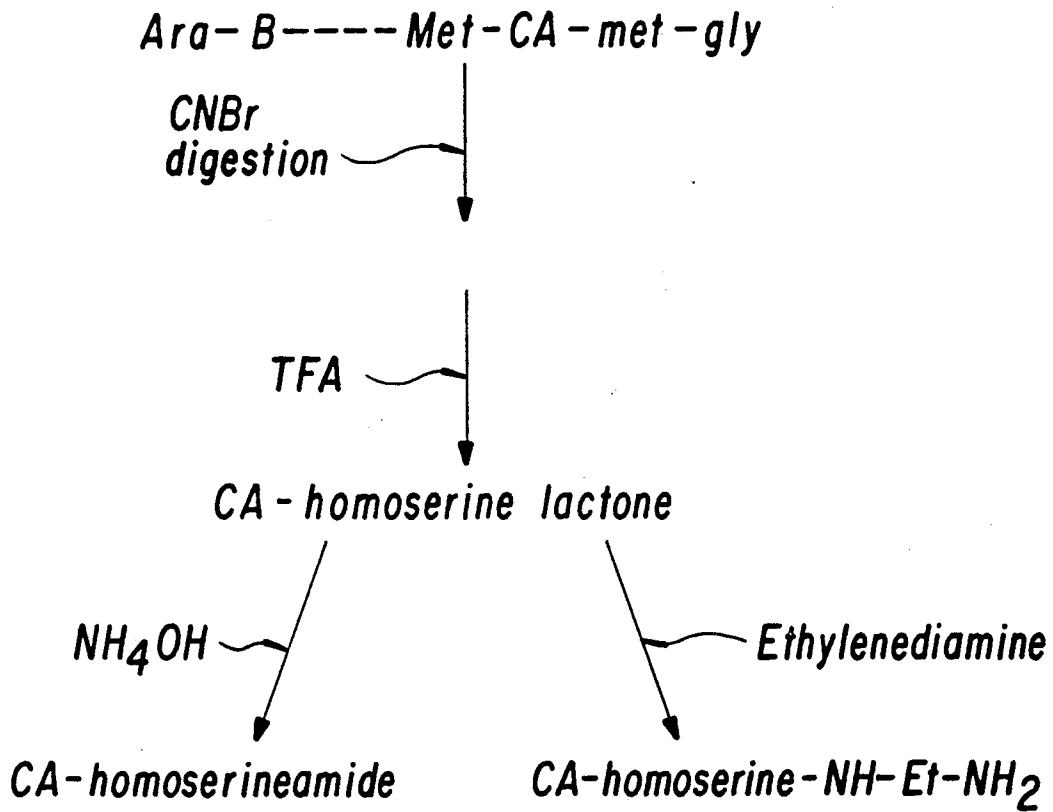 Ara-B----Met-CA-met-gly
CNBr
digestion
TFA
CA-homoserine lactone
NH4OH
Ethylenediamine
CA-homoserineamide
CA-homoserine-NH-Et-NH2